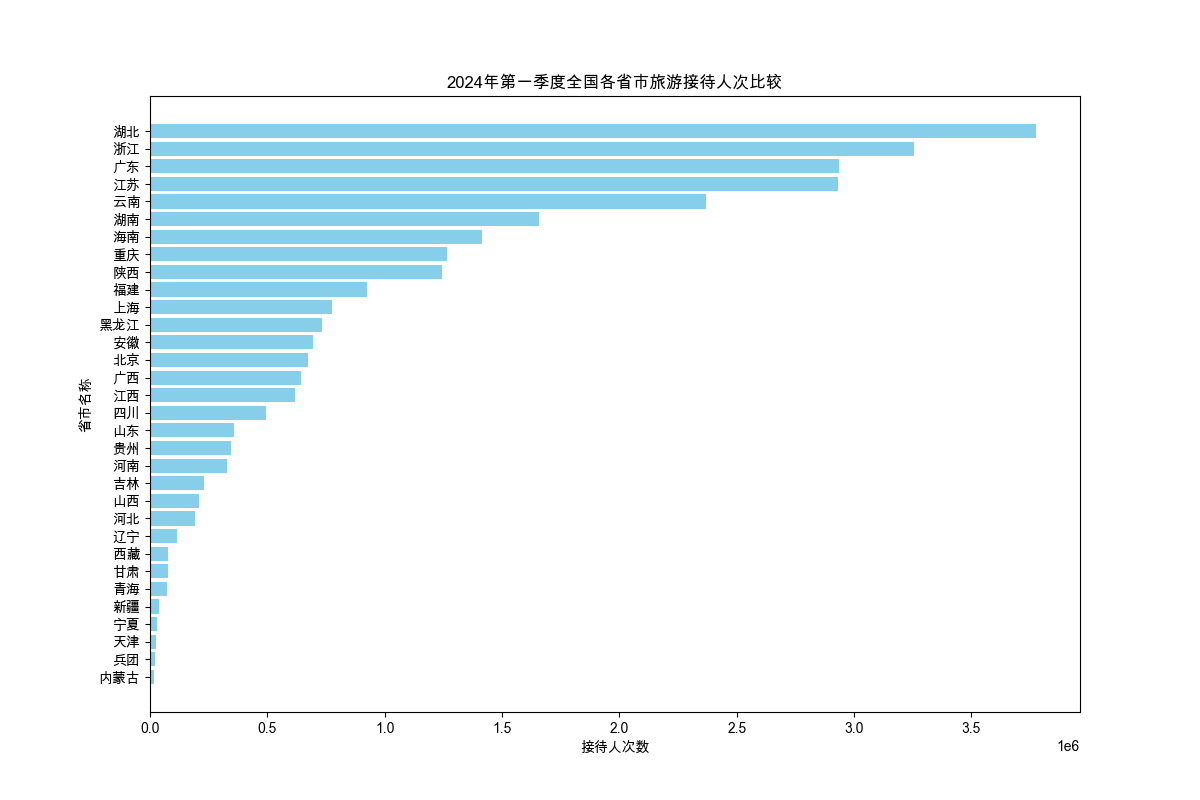 2024年第一季度全国各省市旅游接待人次比较
省市名称
湖北
浙江
广东
江苏
云南
湖南
海南
重庆
陕西
福建
上海
黑龙江
安徽
北京
广西
江西
四川
山东
贵州
河南
吉林
山西
河北
辽宁
西藏
甘肃
青海
新疆
宁夏
天津
兵团
内蒙古
0.0 0.5 1.0 1.5 2.0 2.5 3.0 3.5
接待人次数
1e6